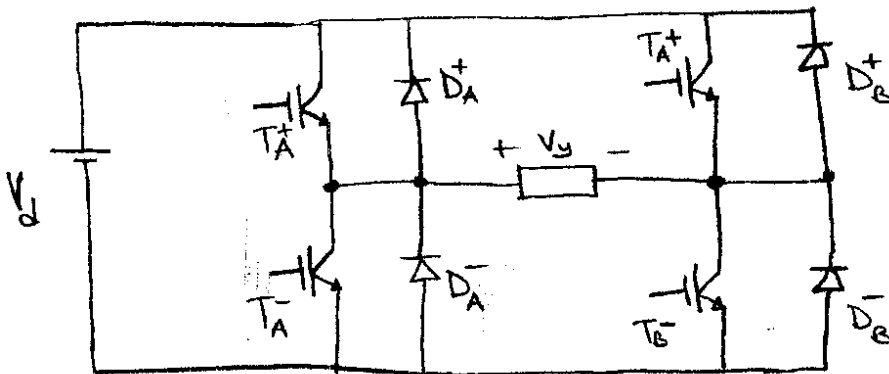 T_A^+
D_A^+
T_A^+
D_B^+
+ V_y -
V_d
T_A^-
D_A^-
T_B^-
D_B^-